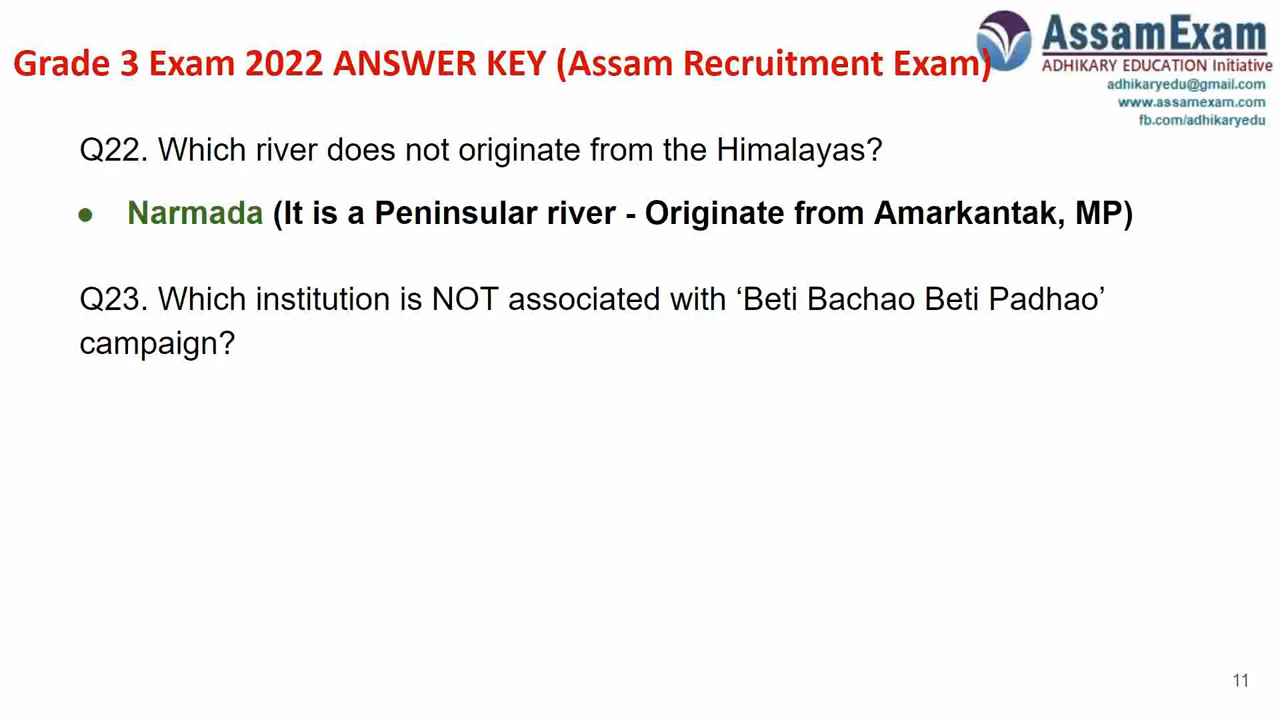 Grade 3 Exam 2022 ANSWER KEY (Assam Recruitment Exam)
AssamExam
ADHIKARY EDUCATION Initiative
adhikaryedu@gmail.com
www.assamexam.com
fb.com/adhikaryedu
Q22. Which river does not originate from the Himalayas?
● Narmada (It is a Peninsular river - Originate from Amarkantak, MP)
Q23. Which institution is NOT associated with ‘Beti Bachao Beti Padhao’
campaign?
11